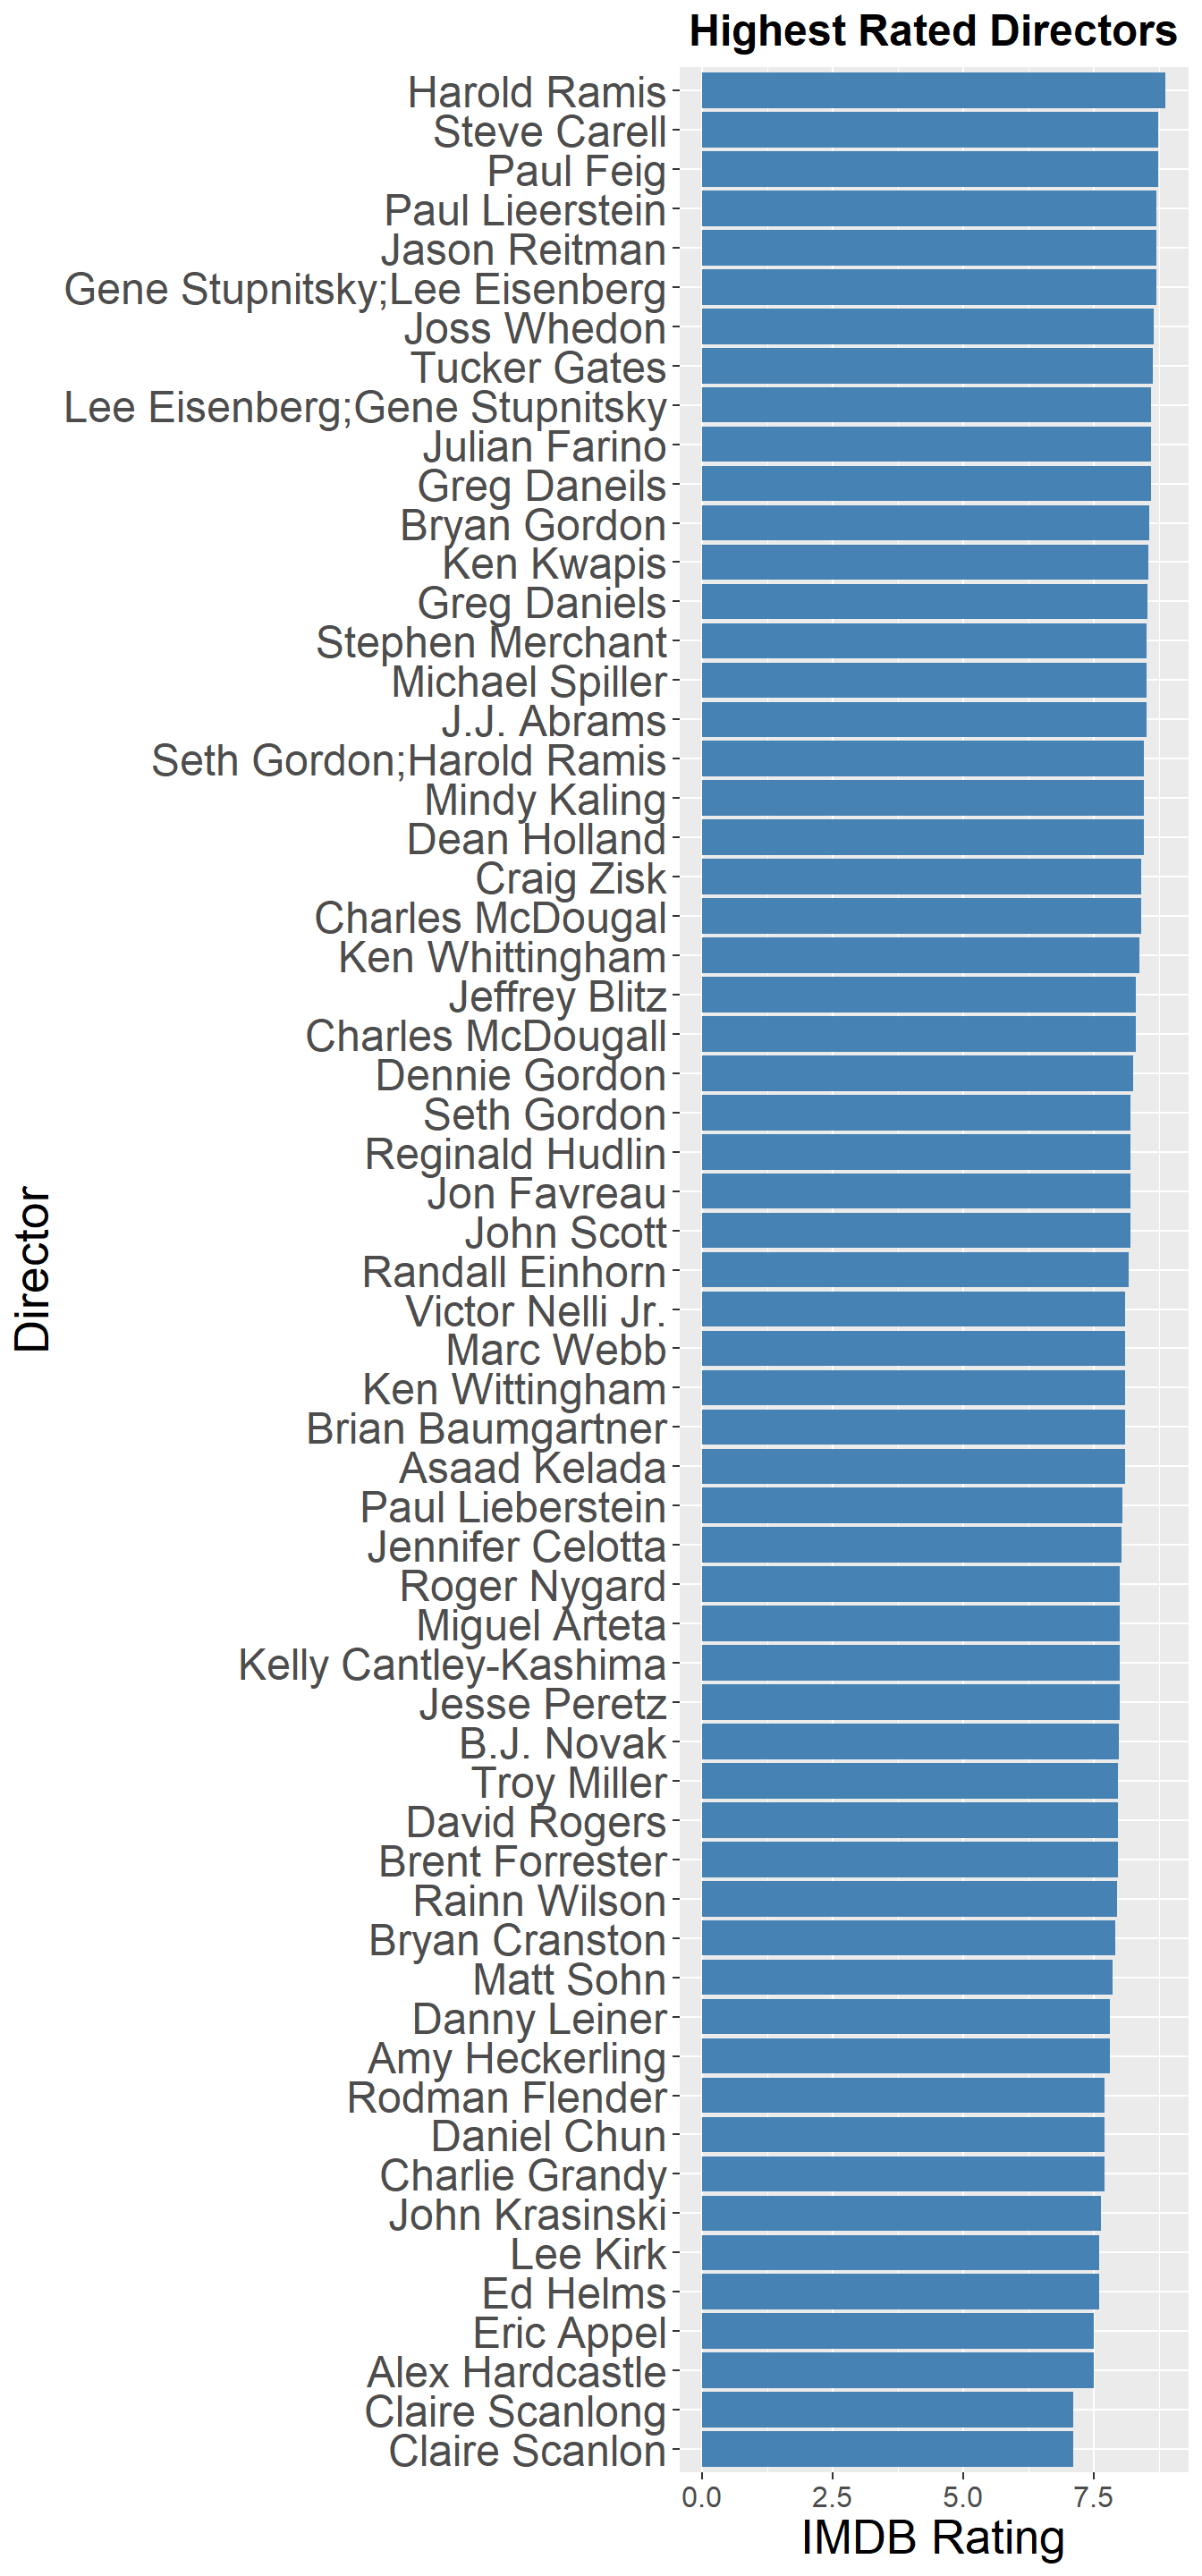 Highest Rated Directors
Harold Ramis
Steve Carell
Paul Feig
Paul Lieerstein
Jason Reitman
Gene Stupnitsky;Lee Eisenberg
Joss Whedon
Tucker Gates
Lee Eisenberg;Gene Stupnitsky
Julian Farino
Greg Daneils
Bryan Gordon
Ken Kwapis
Greg Daniels
Stephen Merchant
Michael Spiller
J.J. Abrams
Seth Gordon;Harold Ramis
Mindy Kaling
Dean Holland
Craig Zisk
Charles McDougal
Ken Whittingham
Jeffrey Blitz
Charles McDougall
Dennie Gordon
Seth Gordon
Reginald Hudlin
Jon Favreau
John Scott
Randall Einhorn
Victor Nelli Jr.
Marc Webb
Ken Wittingham
Brian Baumgartner
Asaad Kelada
Paul Lieberstein
Jennifer Celotta
Roger Nygard
Miguel Arteta
Kelly Cantley-Kashima
Jesse Peretz
B.J. Novak
Troy Miller
David Rogers
Brent Forrester
Rainn Wilson
Bryan Cranston
Matt Sohn
Danny Leiner
Amy Heckerling
Rodman Flender
Daniel Chun
Charlie Grandy
John Krasinski
Lee Kirk
Ed Helms
Eric Appel
Alex Hardcastle
Claire Scanlong
Claire Scanlon
Director
0.0 2.5 5.0 7.5
IMDB Rating